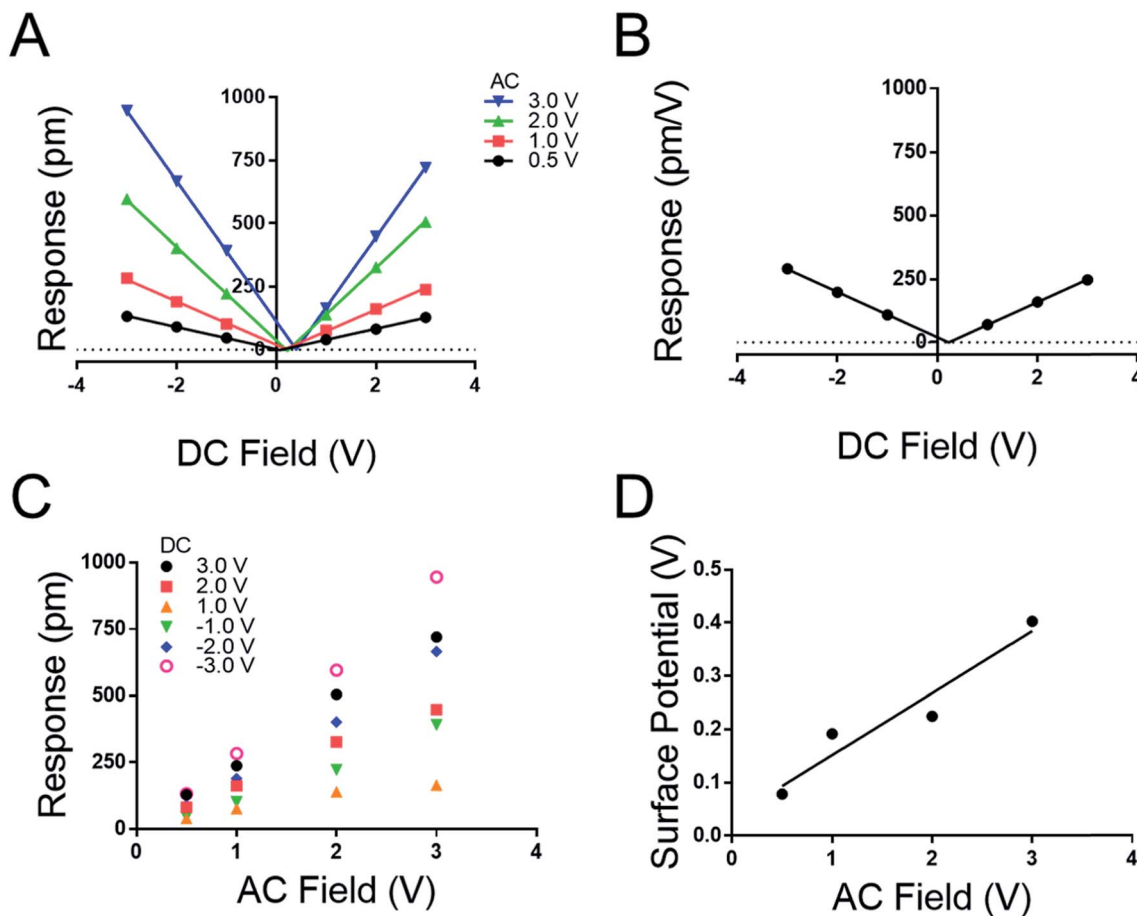 A
Response (pm)
1000
750
500
250
0
-4
-2
0
2
4
DC Field (V)
AC
3.0 V
2.0 V
1.0 V
0.5 V
B
Response (pm/V)
1000
750
500
250
0
-4
-2
0
2
4
DC Field (V)
C
Response (pm)
1000
750
500
250
0
0
1
2
3
4
AC Field (V)
DC
3.0 V
2.0 V
1.0 V
-1.0 V
-2.0 V
-3.0 V
D
Surface Potential (V)
0.5
0.4
0.3
0.2
0.1
0.0
0
1
2
3
4
AC Field (V)